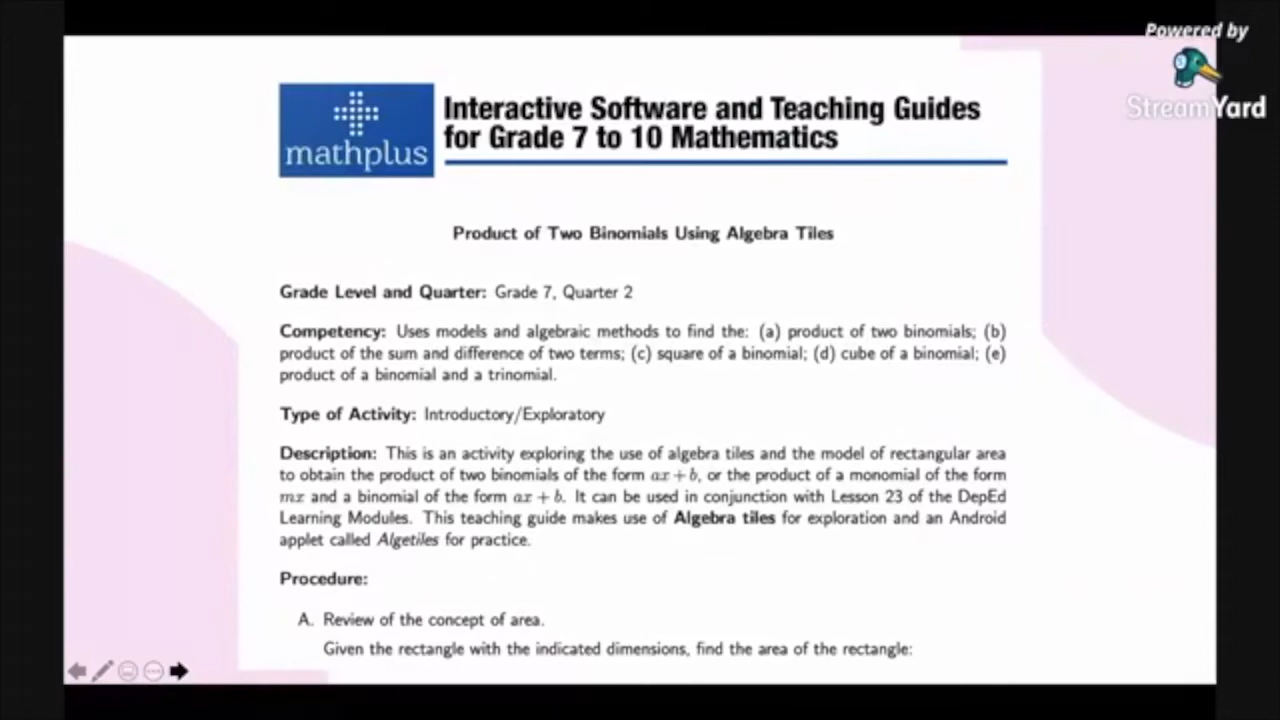 Powered by
StreamYard
mathplus
Interactive Software and Teaching Guides
for Grade 7 to 10 Mathematics
Product of Two Binomials Using Algebra Tiles
Grade Level and Quarter: Grade 7, Quarter 2
Competency: Uses models and algebraic methods to find the: (a) product of two binomials; (b)
product of the sum and difference of two terms; (c) square of a binomial; (d) cube of a binomial; (e)
product of a binomial and a trinomial.
Type of Activity: Introductory/Exploratory
Description: This is an activity exploring the use of algebra tiles and the model of rectangular area
to obtain the product of two binomials of the form ax + b, or the product of a monomial of the form
mx and a binomial of the form ax + b. It can be used in conjunction with Lesson 23 of the DepEd
Learning Modules. This teaching guide makes use of Algebra tiles for exploration and an Android
applet called Algetiles for practice.
Procedure:
A. Review of the concept of area.
Given the rectangle with the indicated dimensions, find the area of the rectangle: